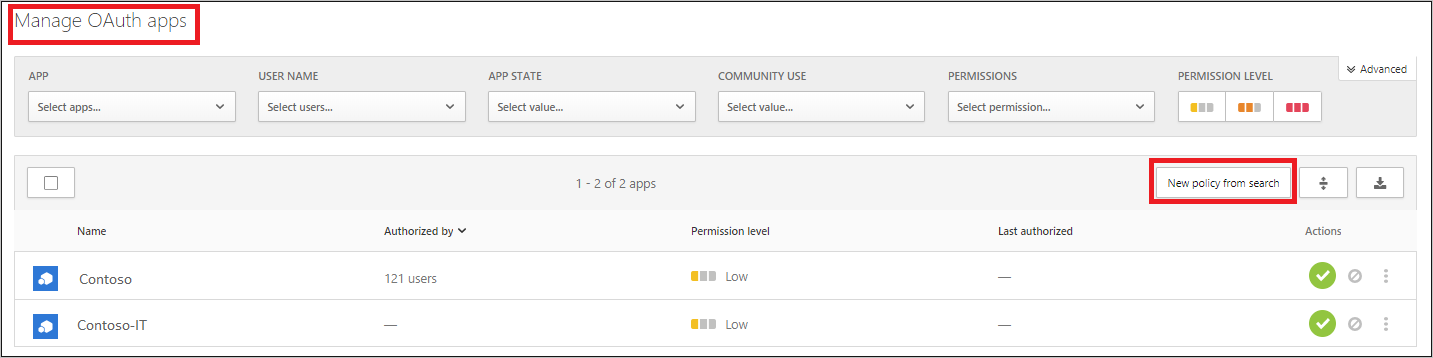 Manage OAuth apps
Advanced
APP USER NAME APP STATE COMMUNITY USE PERMISSIONS PERMISSION LEVEL
Select apps... Select users... Select value... Select value... Select permission...
1 - 2 of 2 apps New policy from search
Name Authorized by Permission level Last authorized Actions
Contoso 121 users Low —
Contoso-IT — Low —